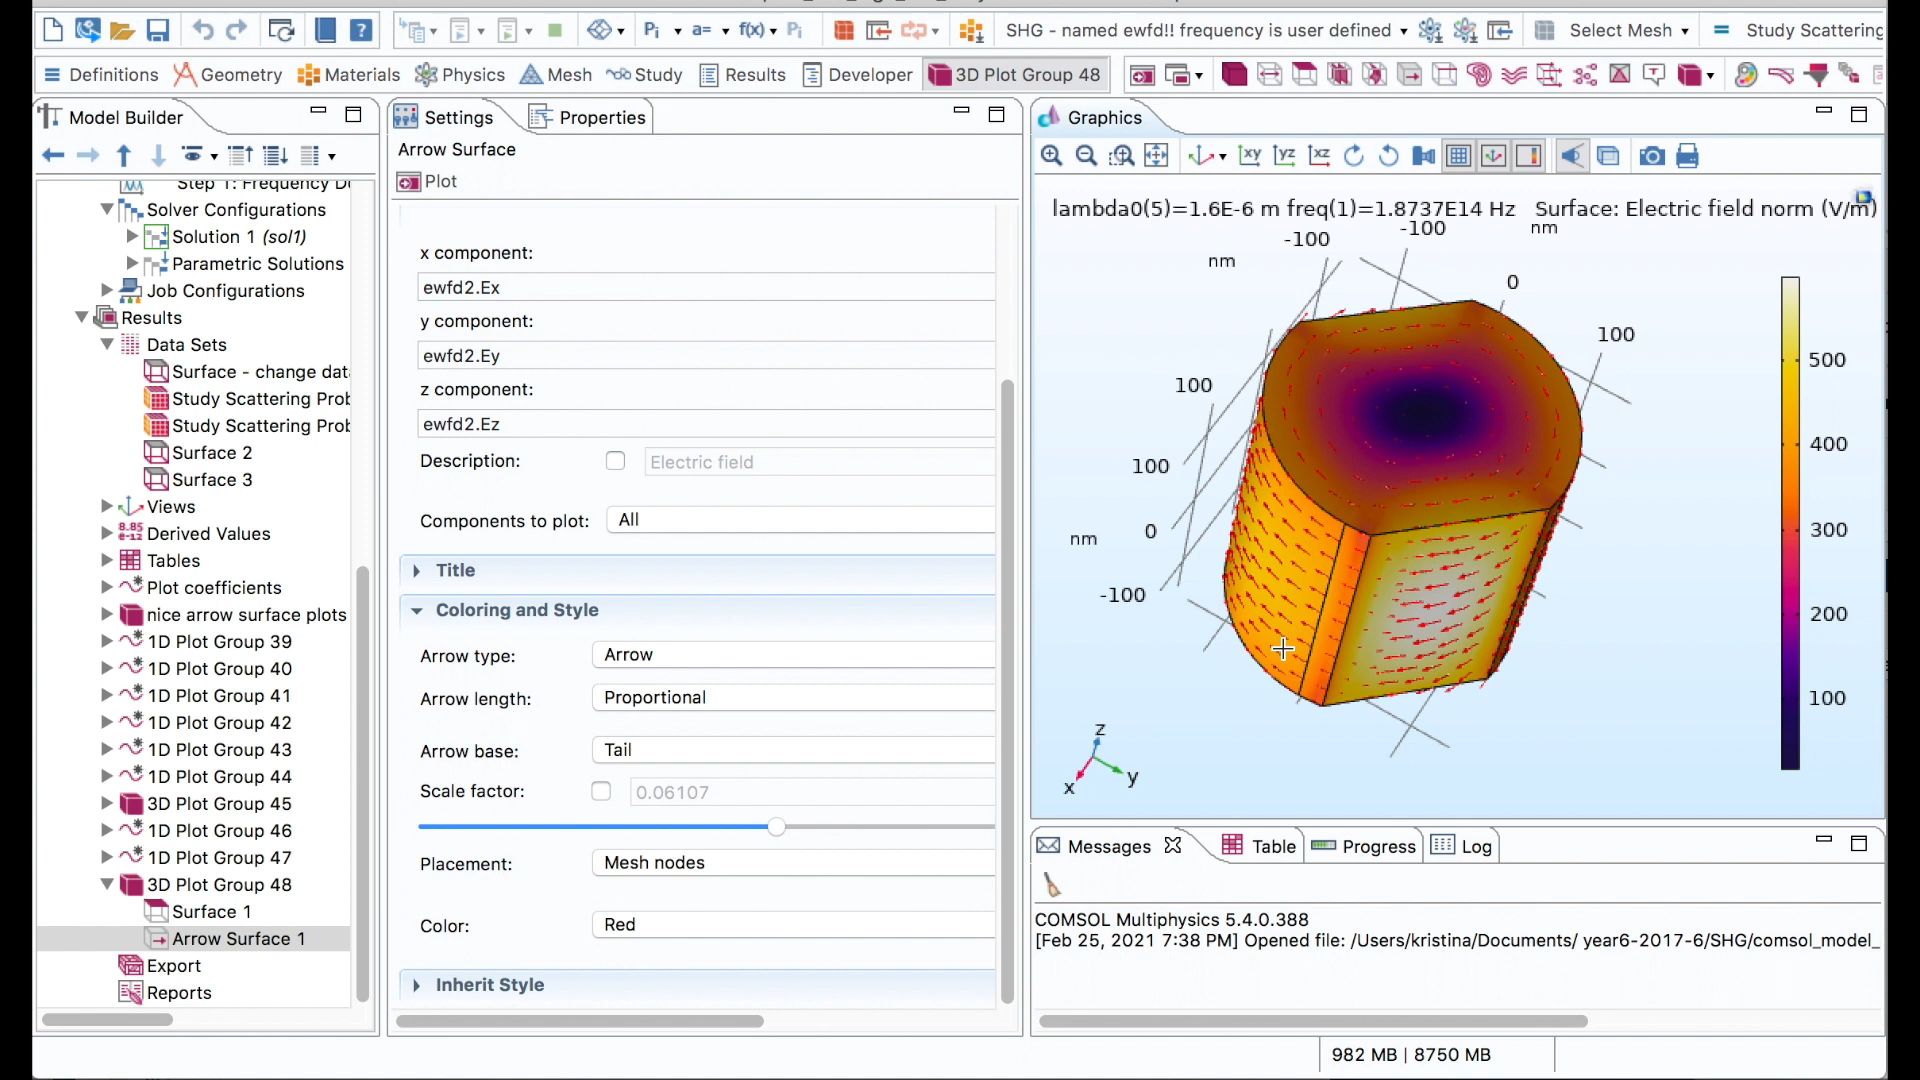 SHG - named ewfd!! frequency is user defined
Select Mesh
Study Scattering
Definitions
Geometry
Materials
Physics
Mesh
Study
Results
Developer
3D Plot Group 48
Model Builder
Step 1: Frequency D
Solver Configurations
Solution 1 (sol1)
Parametric Solutions
Job Configurations
Results
Data Sets
Surface - change dat
Study Scattering Prob
Study Scattering Prob
Surface 2
Surface 3
Views
8.85
e-12
Derived Values
Tables
Plot coefficients
nice arrow surface plots
1D Plot Group 39
1D Plot Group 40
1D Plot Group 41
1D Plot Group 42
1D Plot Group 43
1D Plot Group 44
3D Plot Group 45
1D Plot Group 46
1D Plot Group 47
3D Plot Group 48
Surface 1
Arrow Surface 1
Export
Reports
Settings
Properties
Arrow Surface
Plot
x component:
ewfd2.Ex
y component:
ewfd2.Ey
z component:
ewfd2.Ez
Description:
Electric field
Components to plot:
All
Title
Coloring and Style
Arrow type:
Arrow
Arrow length:
Proportional
Arrow base:
Tail
Scale factor:
0.06107
Placement:
Mesh nodes
Color:
Red
Inherit Style
Graphics
xy
yz
xz
lambda0(5)=1.6E-6 m freq(1)=1.8737E14 Hz Surface: Electric field norm (V/m)
-100
-100
nm
nm
0
100
100
100
0
nm
-100
500
400
300
200
100
z
y
x
Messages
Table
Progress
Log
COMSOL Multiphysics 5.4.0.388
[Feb 25, 2021 7:38 PM] Opened file: /Users/kristina/Documents/ year6-2017-6/SHG/comsol_model_
982 MB | 8750 MB